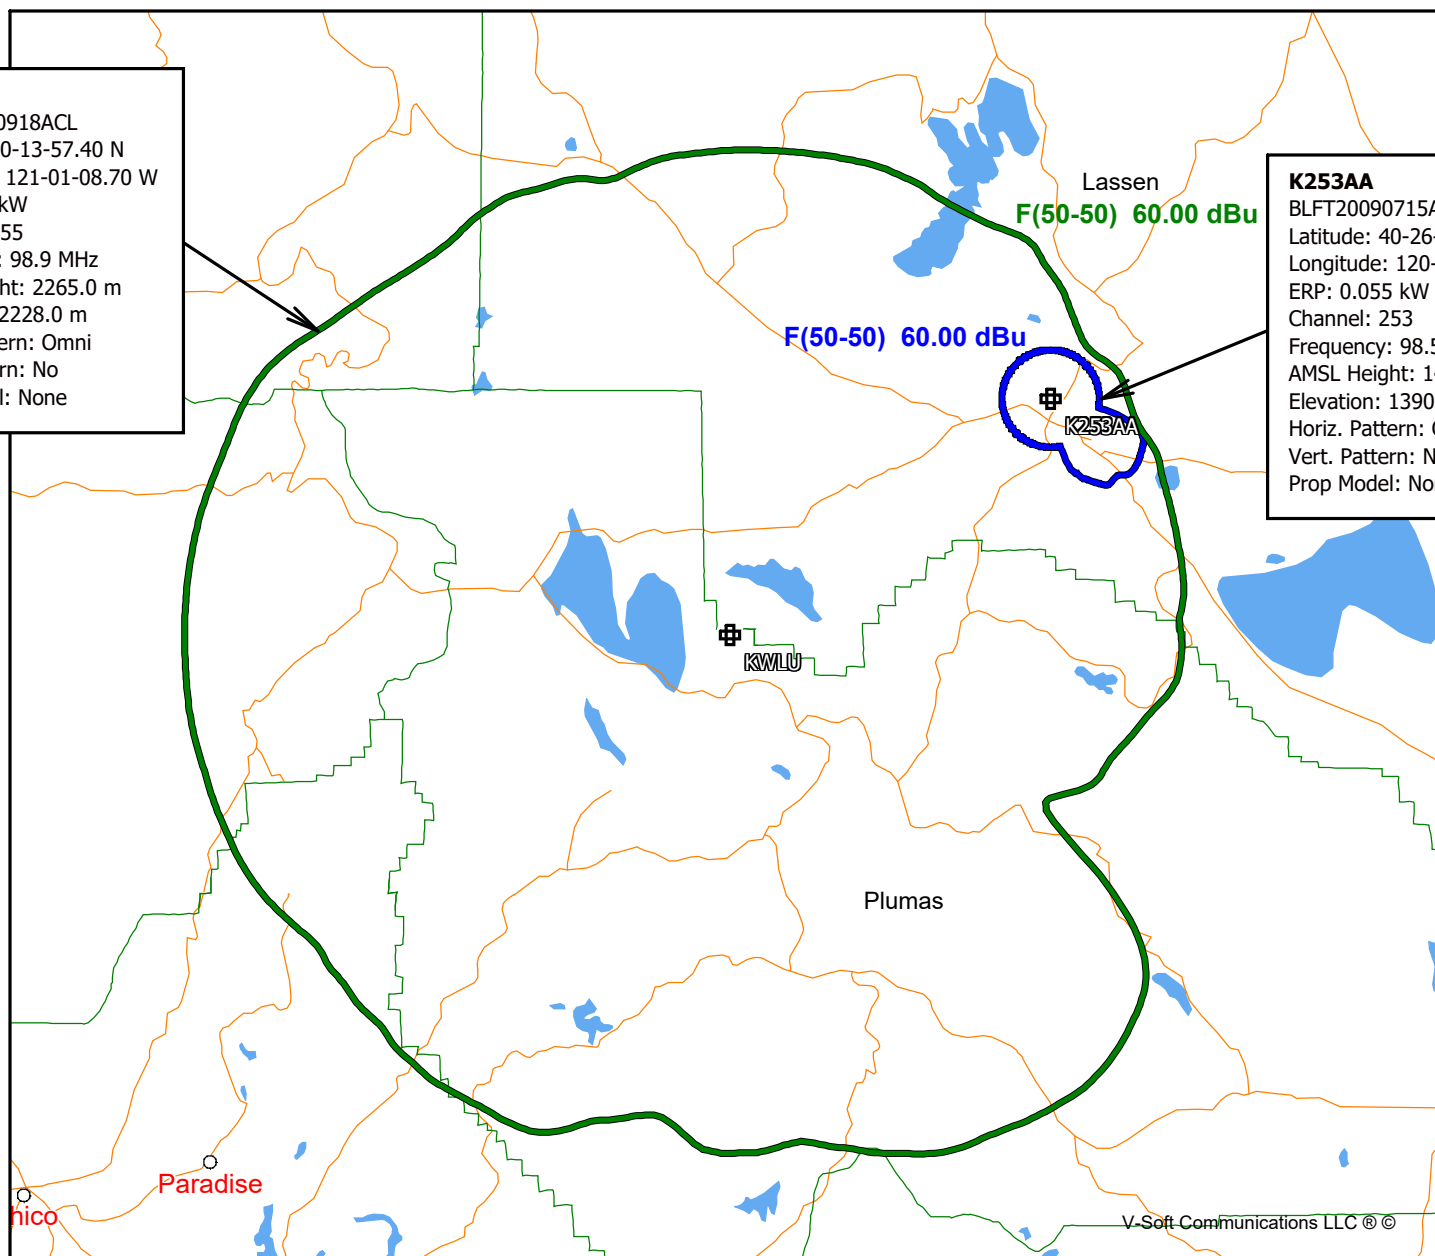 0918ACL
0-13-57.40 N
121-01-08.70 W
kW
55
: 98.9 MHz
ht: 2265.0 m
2228.0 m
ern: Omni
rn: No
l: None
Lassen
F(50-50) 60.00 dBu
K253AA
BLFT20090715A
Latitude: 40-26-
Longitude: 120-
ERP: 0.055 kW
Channel: 253
Frequency: 98.5
AMSL Height: 14
Elevation: 1390
Horiz. Pattern: O
Vert. Pattern: N
Prop Model: Non
F(50-50) 60.00 dBu
K253AA
KWLU
Plumas
Paradise
hico
V-Soft Communications LLC ® ©